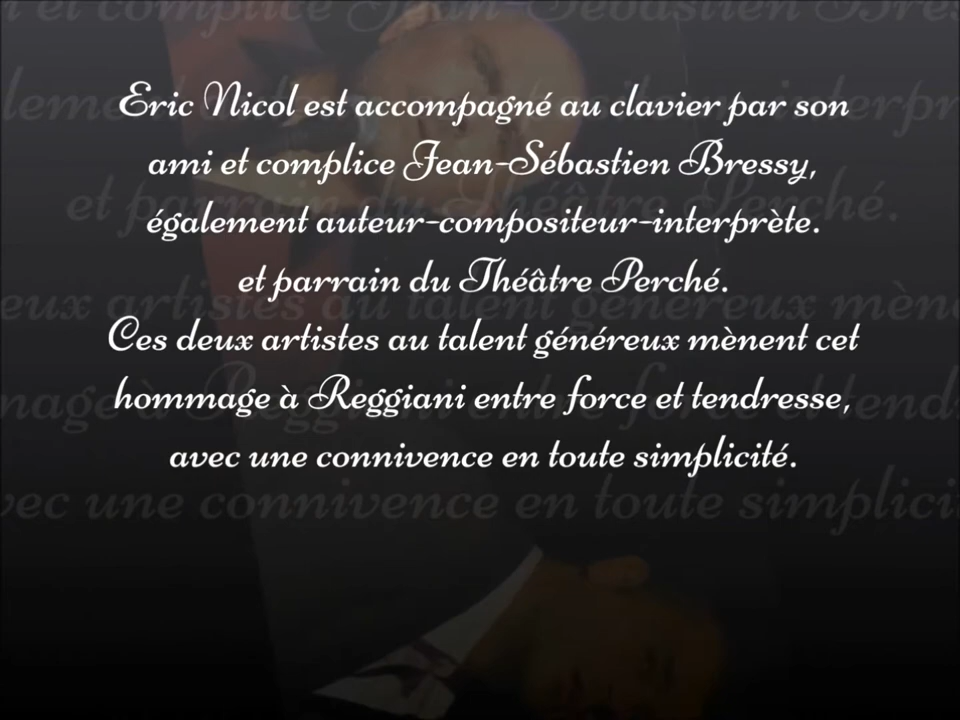 Eric Nicol est accompagné au clavier par son
ami et complice Jean-Sébastien Bressy,
également auteur-compositeur-interprète.
et parrain du Théâtre Perché.
Ces deux artistes au talent généreux mènent cet
hommage à Reggiani entre force et tendresse,
avec une connivence en toute simplicité.